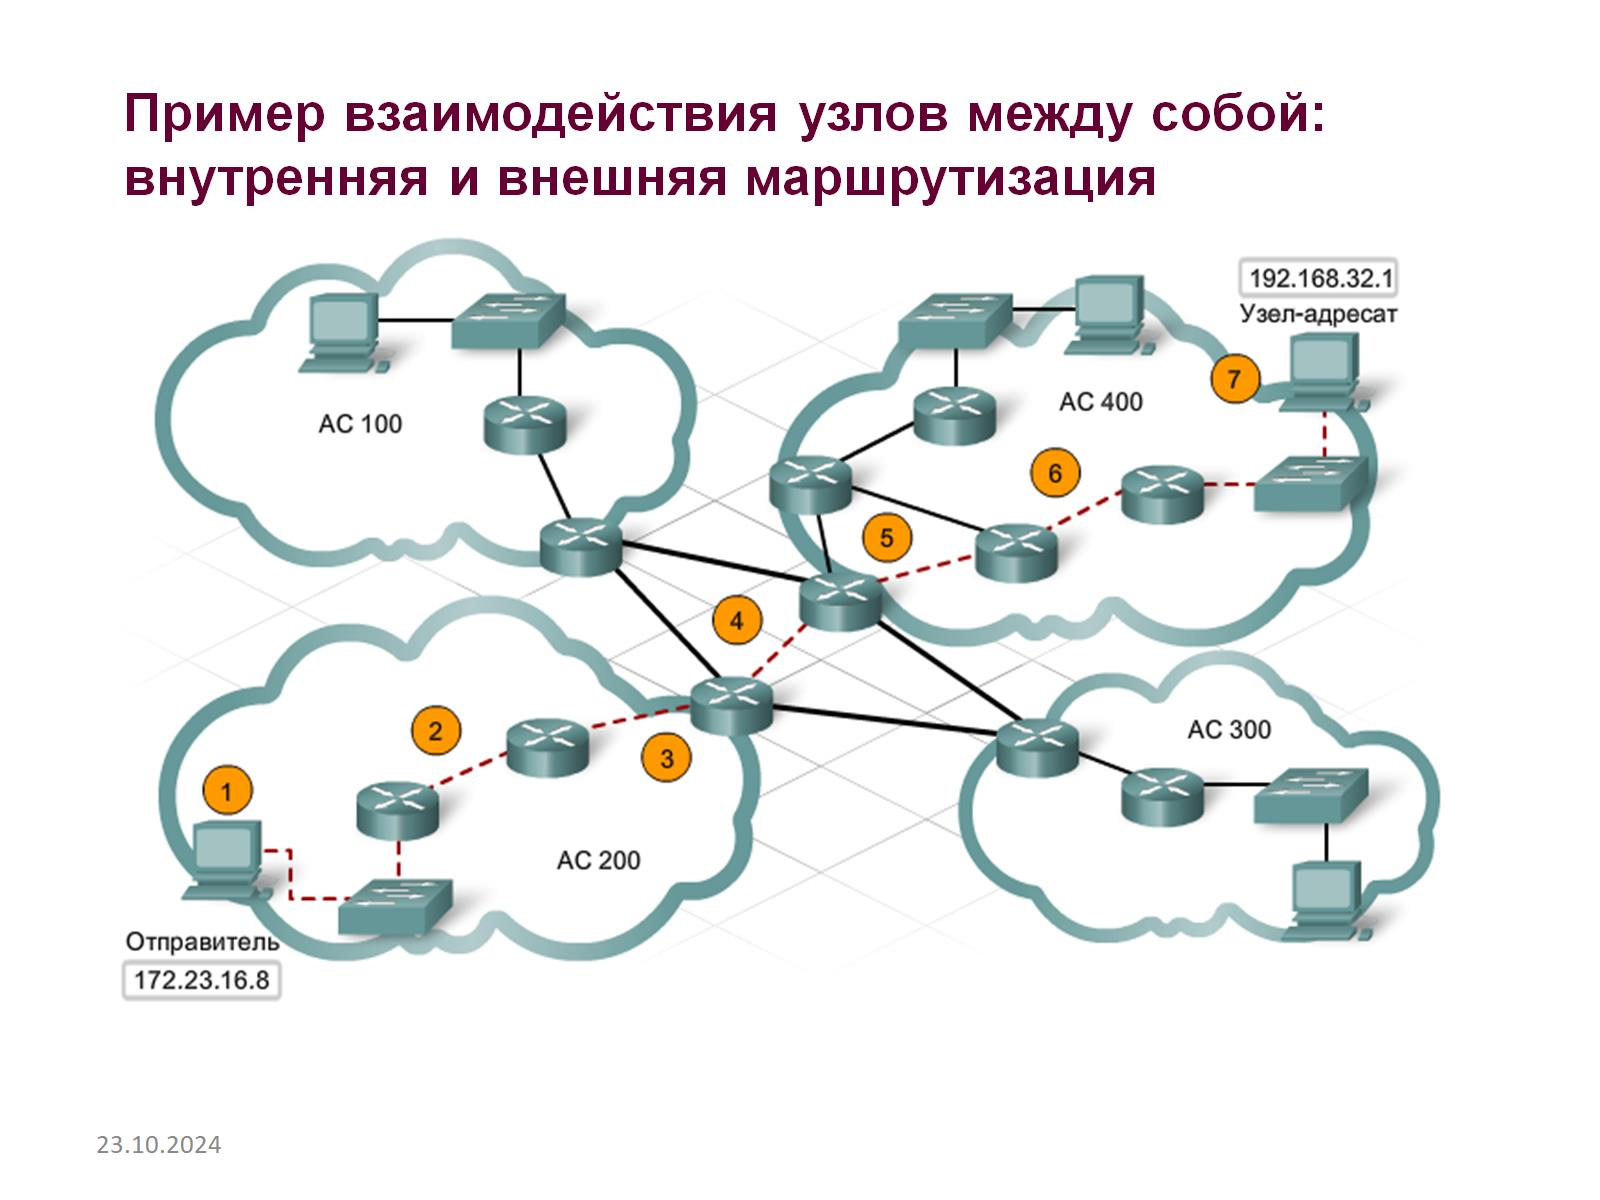 Пример взаимодействия узлов между собой:
внутренняя и внешняя маршрутизация
192.168.32.1
Узел-адресат
7
АС 400
АС 100
6
5
4
АС 300
2
3
1
АС 200
Отправитель
172.23.16.8
23.10.2024